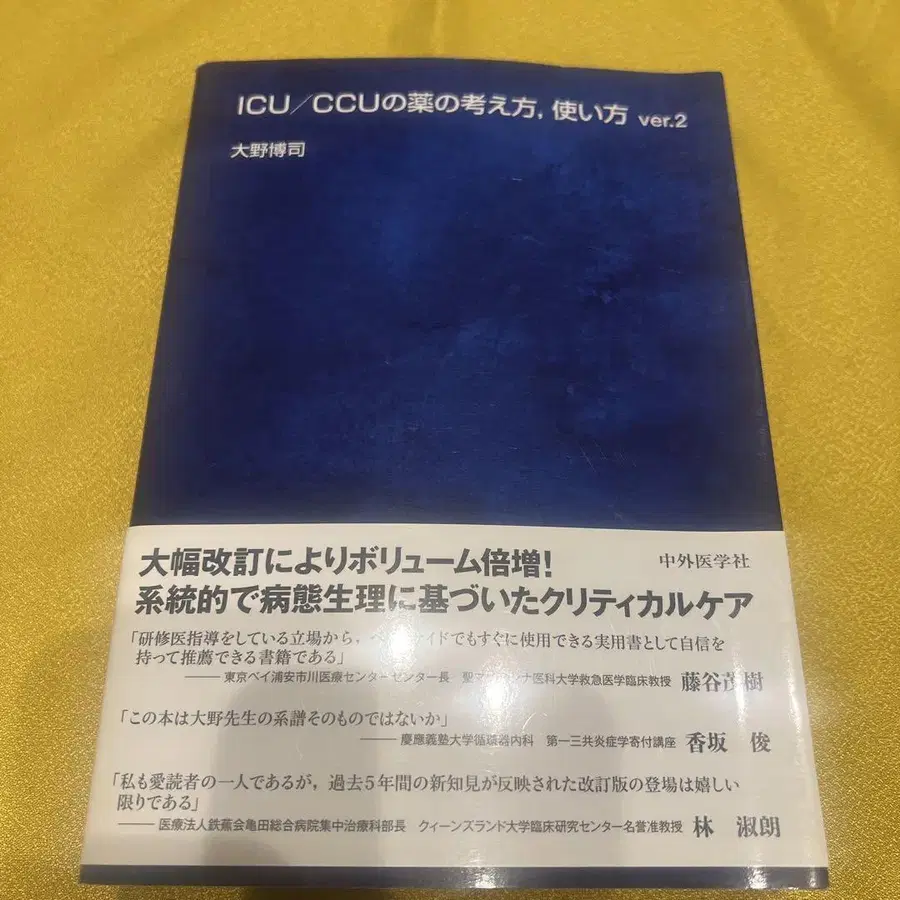 ICU/CCUの薬の考え方, 使い方 ver.2
大野博司
大幅改訂によりボリューム倍増!
中外医学社
系統的で病態生理に基づいたクリティカルケア
「研修医指導をしている立場から, イドでもすぐに使用できる実用書として自信を
持って推薦できる書籍である」
東京ベイ浦安市川医療センターセンター長 聖 ナ医科大学救急医学臨床教授 藤谷茂樹
「この本は大野先生の系譜そのものではないか」
慶應義塾大学循環器内科 第一三共炎症学寄付講座 香坂 俊
「私も愛読者の一人であるが, 過去5年間の新知見が反映された改訂版の登場は嬉しい
限りである」
医療法人鉄蕉会亀田総合病院集中治療科部長 クィーンズランド大学臨床研究センター名誉准教授 林 淑朗